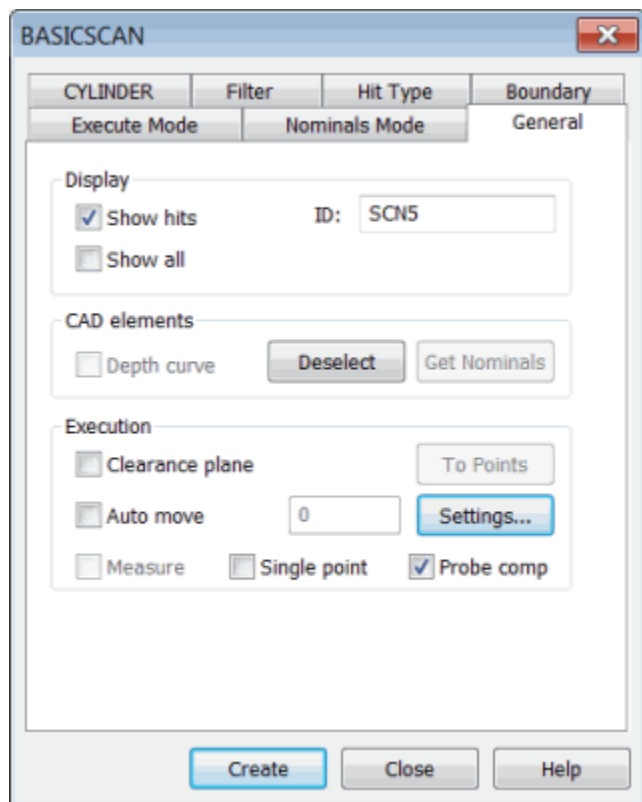 BASICSCAN
CYLINDER Filter Hit Type Boundary
Execute Mode Nominals Mode General
Display
Show hits ID: SCN5
Show all
CAD elements
Depth curve Deselect Get Nominals
Execution
Clearance plane To Points
Auto move 0 Settings...
Measure Single point Probe comp
Create Close Help